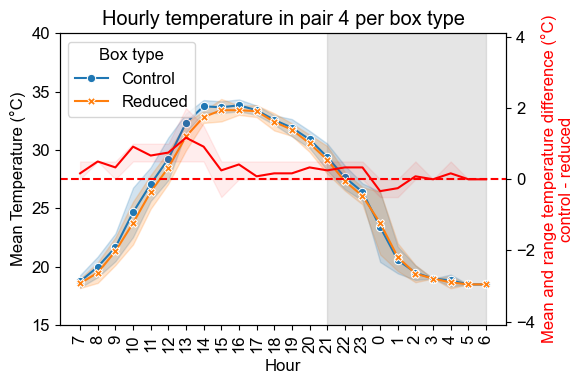 Hourly temperature in pair 4 per box type
Mean Temperature (°C)
40
35
30
25
20
15
Box type
Control
Reduced
4
2
0
−2
−4
Mean and range temperature difference (°C)
control - reduced
7 8 9 10 11 12 13 14 15 16 17 18 19 20 21 22 23 0 1 2 3 4 5 6
Hour